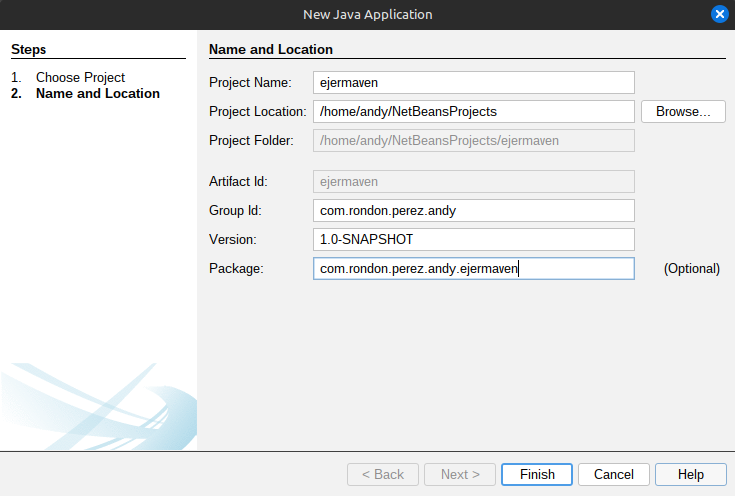 New Java Application
Steps
1. Choose Project
2. Name and Location
Name and Location
Project Name: ejermaven
Project Location: /home/andy/NetBeansProjects Browse...
Project Folder: /home/andy/NetBeansProjects/ejermaven
Artifact Id: ejermaven
Group Id: com.rondon.perez.andy
Version: 1.0-SNAPSHOT
Package: com.rondon.perez.andy.ejermaven (Optional)
< Back Next > Finish Cancel Help